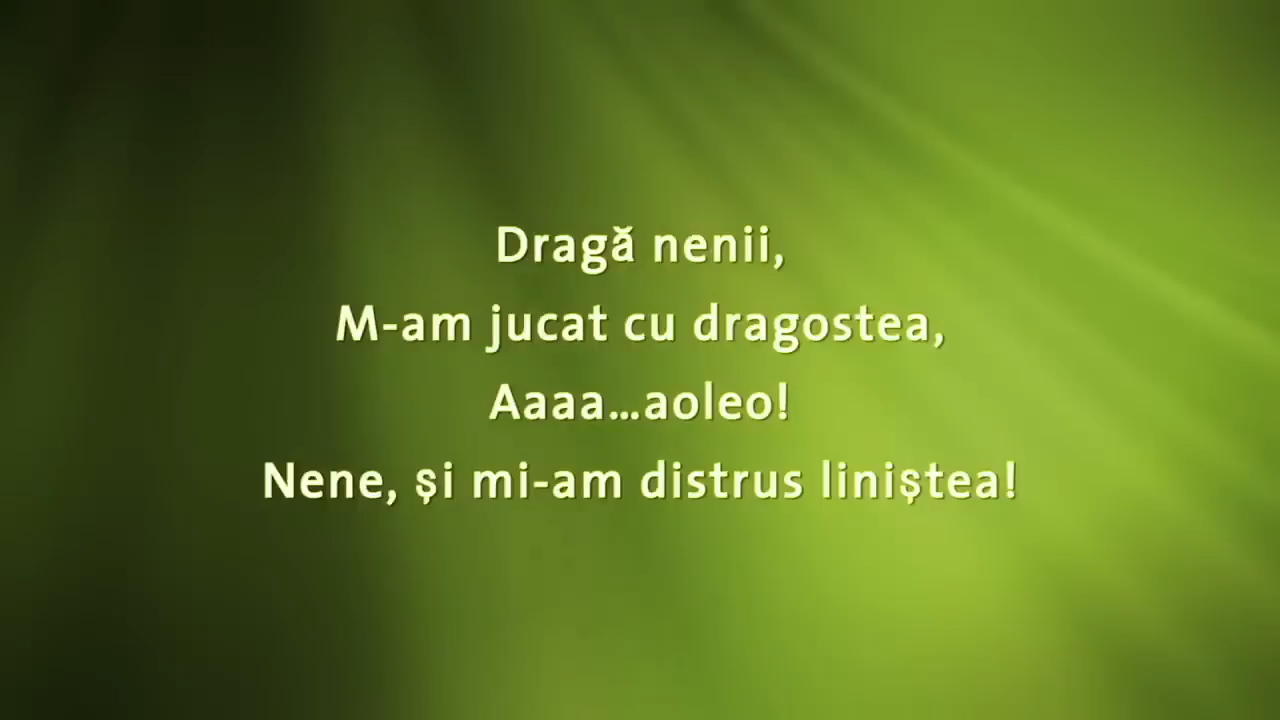 Dragă nenii,
M-am jucat cu dragostea,
Aaaa...aoleo!
Nene, și mi-am distrus liniștea!